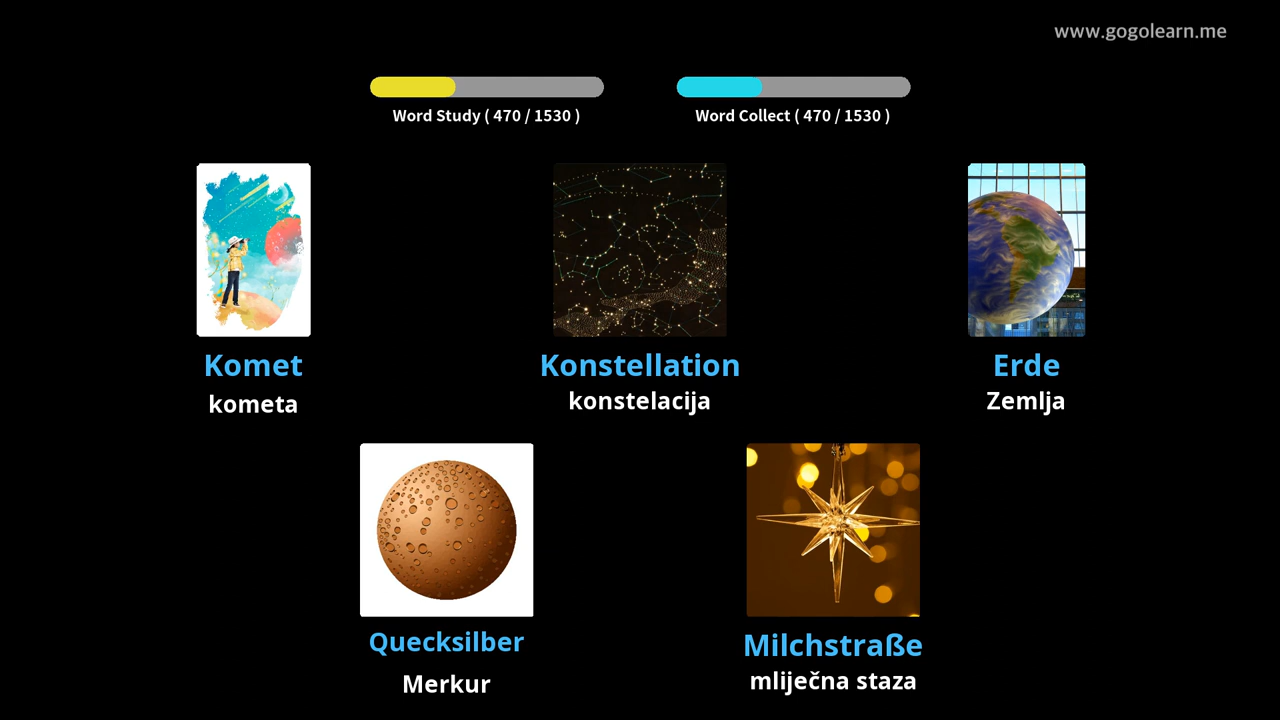 www.gogolearn.me
Word Study ( 470 / 1530 )
Word Collect ( 470 / 1530 )
Komet
kometa
Konstellation
konstelacija
Erde
Zemlja
Quecksilber
Merkur
Milchstraße
mliječna staza